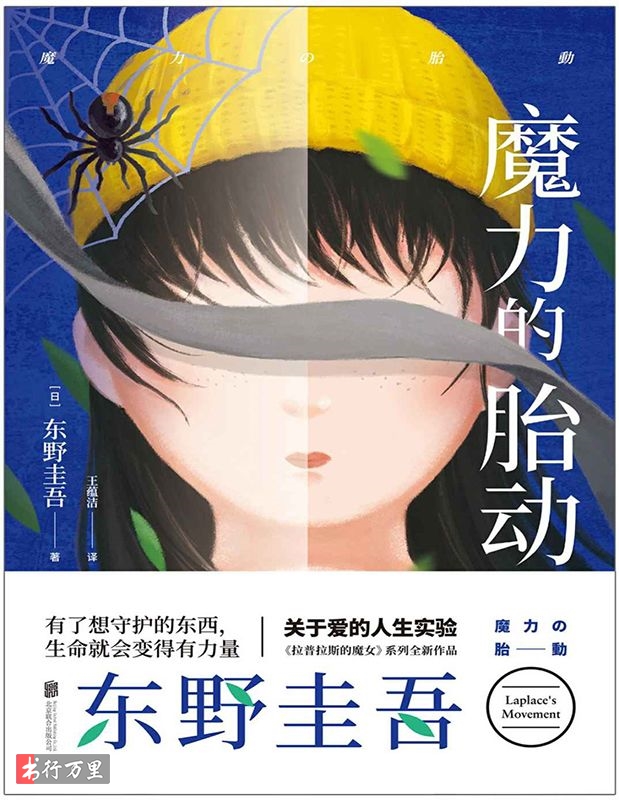 魔力の胎動
魔力的胎动
[日]东野圭吾 著
王蕴洁 译
有了想守护的东西，
生命就会变得有力量
关于爱的人生实验
《拉普拉斯的魔女》系列全新作品
魔力の
胎——動
Laplace's
Movement
东野圭吾
北京联合出版公司
书行万里